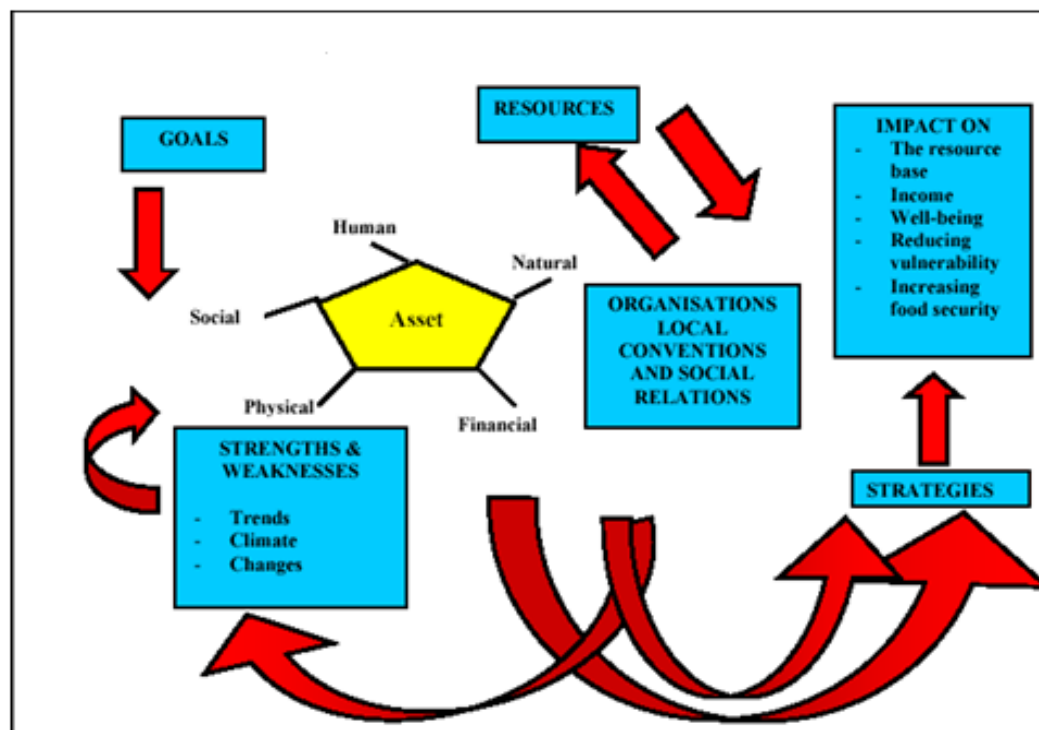 GOALS
RESOURCES
IMPACT ON
- The resource
base
- Income
- Well-being
- Reducing
vulnerability
- Increasing
food security
Human
Natural
Social
Asset
Physical
Financial
ORGANISATIONS
LOCAL
CONVENTIONS
AND SOCIAL
RELATIONS
STRENGTHS &
WEAKNESSES
- Trends
- Climate
- Changes
STRATEGIES